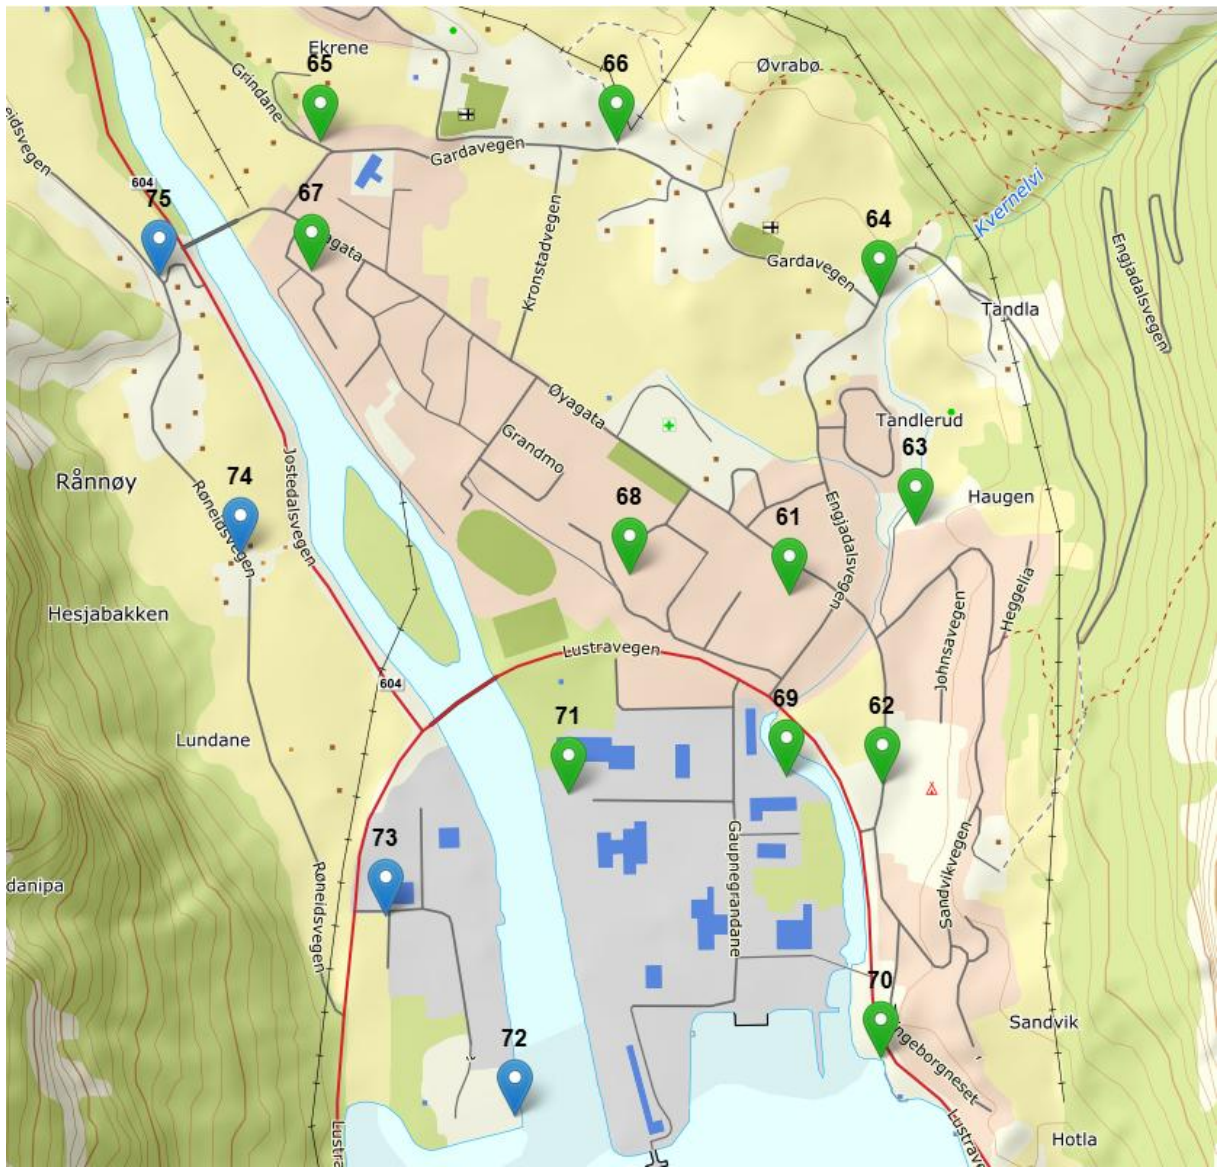 65
Ekrene
66
Øvrabø
Grindane
Gardavegen
604
75
67
64
Kvernelvi
Gardavegen
Kronstadvegen
Tandla
Engjadalsvegen
Øyagata
Tandlerud
Grandmo
63
Rånnøy
74
Røneidsvegen
Jostedalsvegen
68
61
Engjadalsvegen
Haugen
Hesjabakken
Johnsavegen
Heggelia
Lustravegen
604
Lundane
71
69
62
73
Gaupnegrandane
Sandvikvegen
danipa
Røneidsvegen
70
Sandvik
72
Ingeborgneset
Hotla